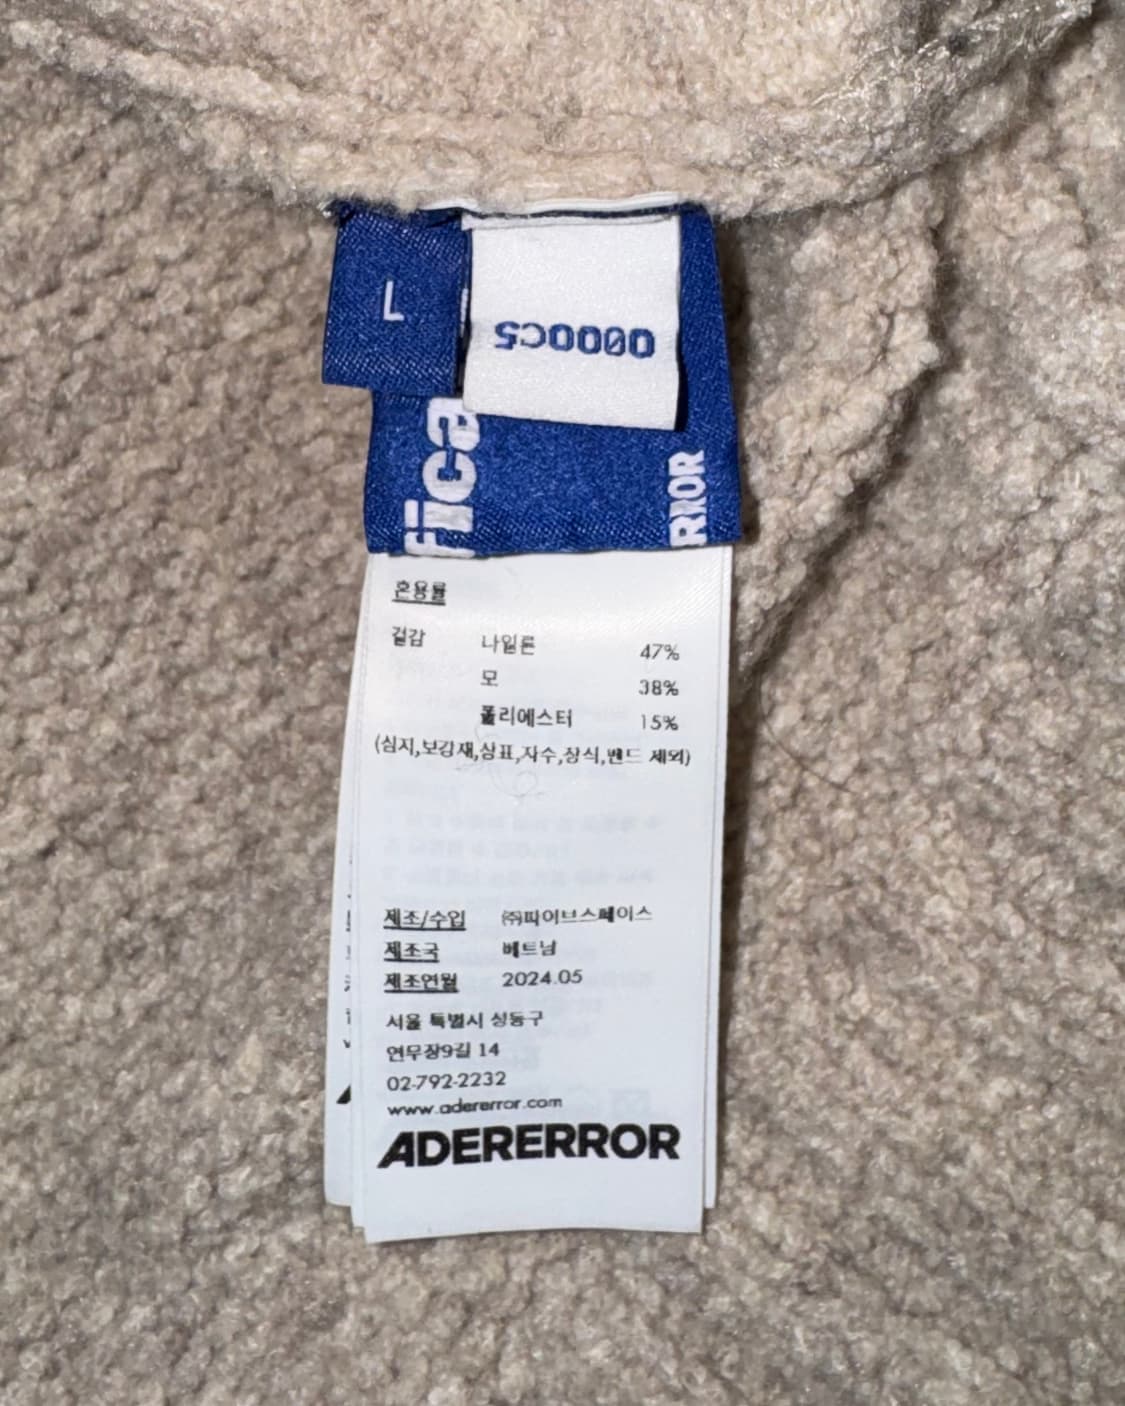 L
0000C5
fica
RROR
혼용률
겉감 나일론 47%
모 38%
폴리에스터 15%
(심지,보강재,상표,자수,장식,밴드 제외)
제조/수입 ㈜파이브스페이스
제조국 베트남
제조연월 2024.05
서울 특별시 성동구
연무장9길 14
02-792-2232
www.adererror.com
ADERERROR